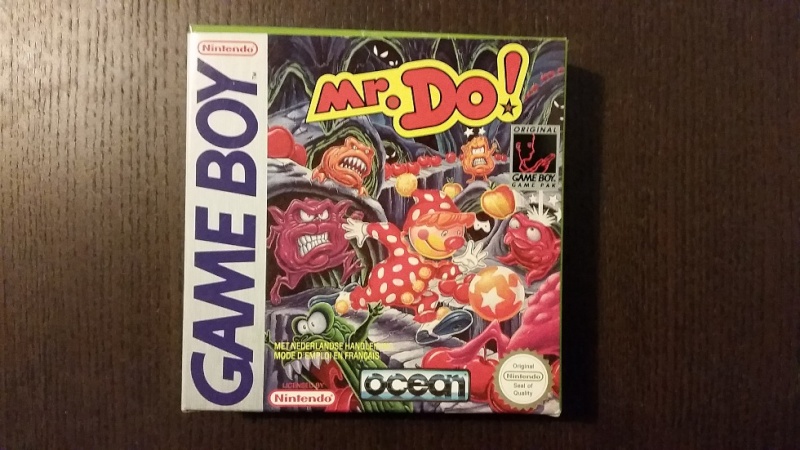 Nintendo
GAME BOY
TM
Mr. Do!
ORIGINAL
GAME BOY
GAME PAK
MET NEDERLANDSE HANDLEIDING
MODE D'EMPLOI EN FRANÇAIS
LICENSED BY
Nintendo
ocean
Original
Nintendo
Seal of
Quality